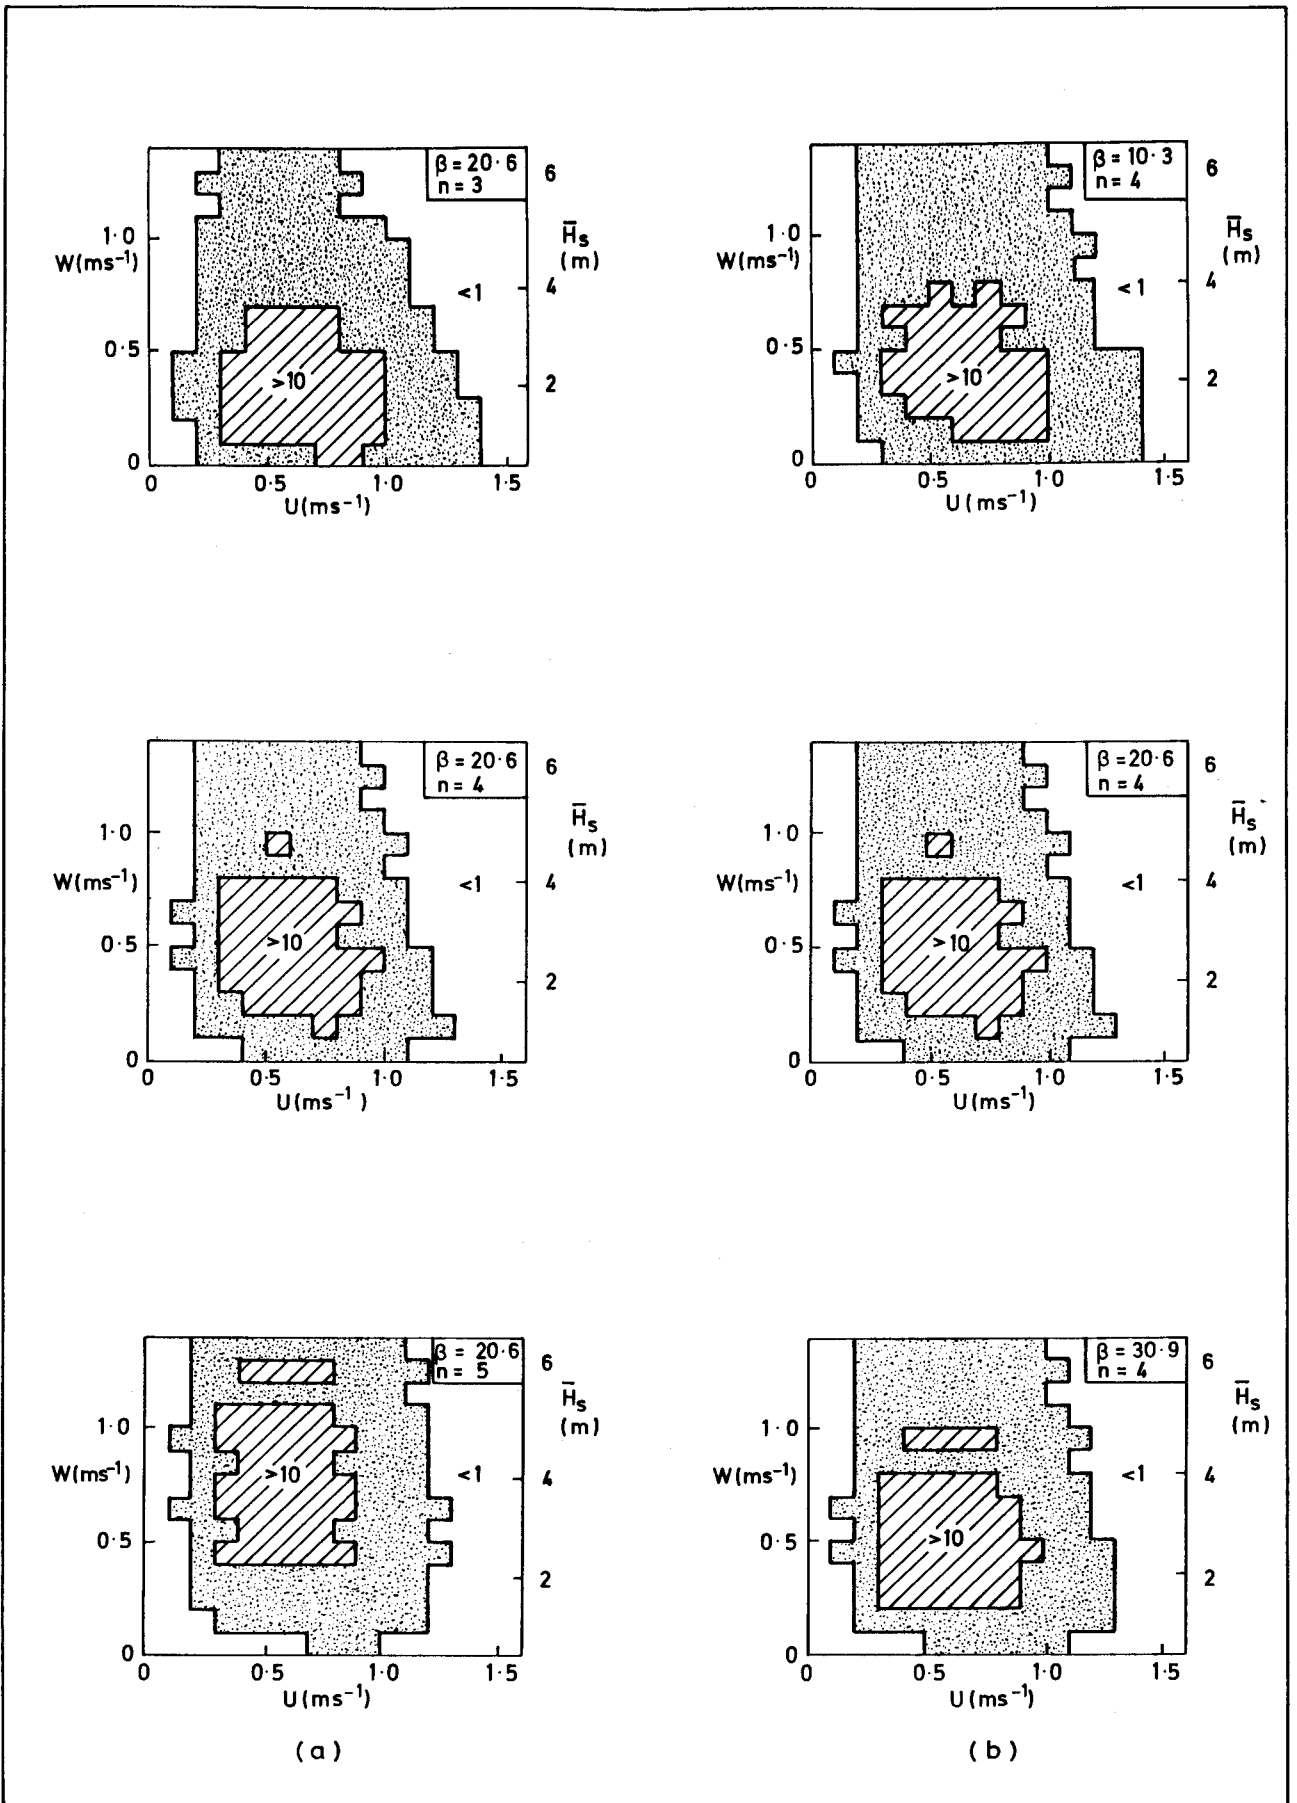 β = 20·6
n = 3
6
1·0
H̅s
(m)
W(ms⁻¹)
<1
4
0·5
>10
2
0
0
0·5
1·0
1·5
U(ms⁻¹)
β = 10·3
n = 4
6
1·0
H̅s
(m)
W(ms⁻¹)
<1
4
0·5
>10
2
0
0
0·5
1·0
1·5
U(ms⁻¹)
β = 20·6
n = 4
6
1·0
H̅s
(m)
W(ms⁻¹)
<1
4
0·5
>10
2
0
0
0·5
1·0
1·5
U(ms⁻¹)
β = 20·6
n = 4
6
1·0
H̅s
(m)
W(ms⁻¹)
<1
4
0·5
>10
2
0
0
0·5
1·0
1·5
U(ms⁻¹)
β = 20·6
n = 5
6
H̅s
(m)
1·0
W(ms⁻¹)
>10
<1
4
0·5
2
0
0
0·5
1·0
1·5
U(ms⁻¹)
(a)
β = 30·9
n = 4
6
H̅s
(m)
1·0
W(ms⁻¹)
<1
4
0·5
>10
2
0
0
0·5
1·0
1·5
U(ms⁻¹)
(b)